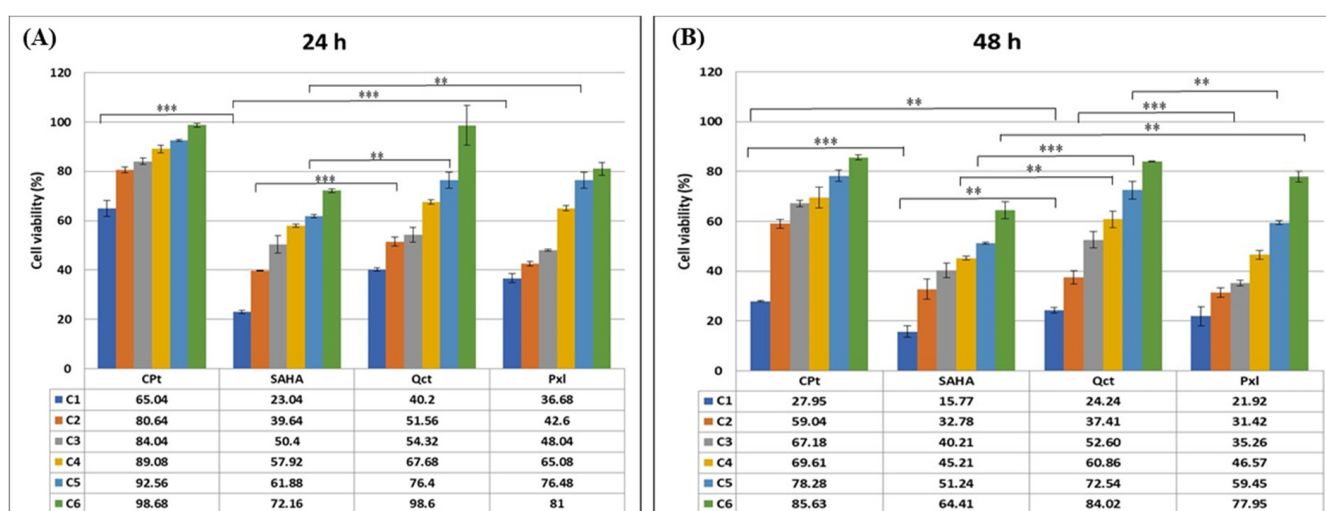 (A)
24 h
Cell viability (%)
120
100
80
60
40
20
0
***
***
**
***
**
CPt SAHA Qct Pxl
C1 65.04 23.04 40.2 36.68
C2 80.64 39.64 51.56 42.6
C3 84.04 50.4 54.32 48.04
C4 89.08 57.92 67.68 65.08
C5 92.56 61.88 76.4 76.48
C6 98.68 72.16 98.6 81
(B)
48 h
Cell viability (%)
120
100
80
60
40
20
0
**
**
***
**
***
***
**
**
CPt SAHA Qct Pxl
C1 27.95 15.77 24.24 21.92
C2 59.04 32.78 37.41 31.42
C3 67.18 40.21 52.60 35.26
C4 69.61 45.21 60.86 46.57
C5 78.28 51.24 72.54 59.45
C6 85.63 64.41 84.02 77.95